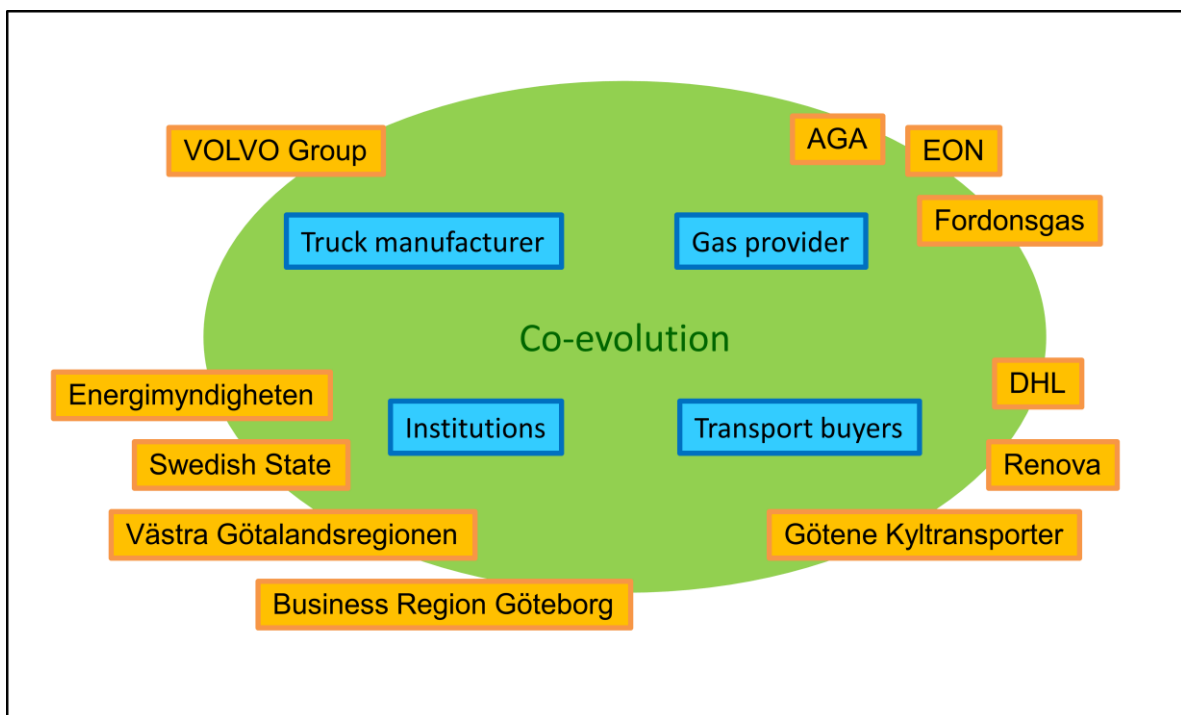 VOLVO Group
AGA
EON
Fordonsgas
Truck manufacturer
Gas provider
Co-evolution
Energimyndigheten
DHL
Institutions
Transport buyers
Swedish State
Renova
Västra Götalandsregionen
Götene Kyltransporter
Business Region Göteborg